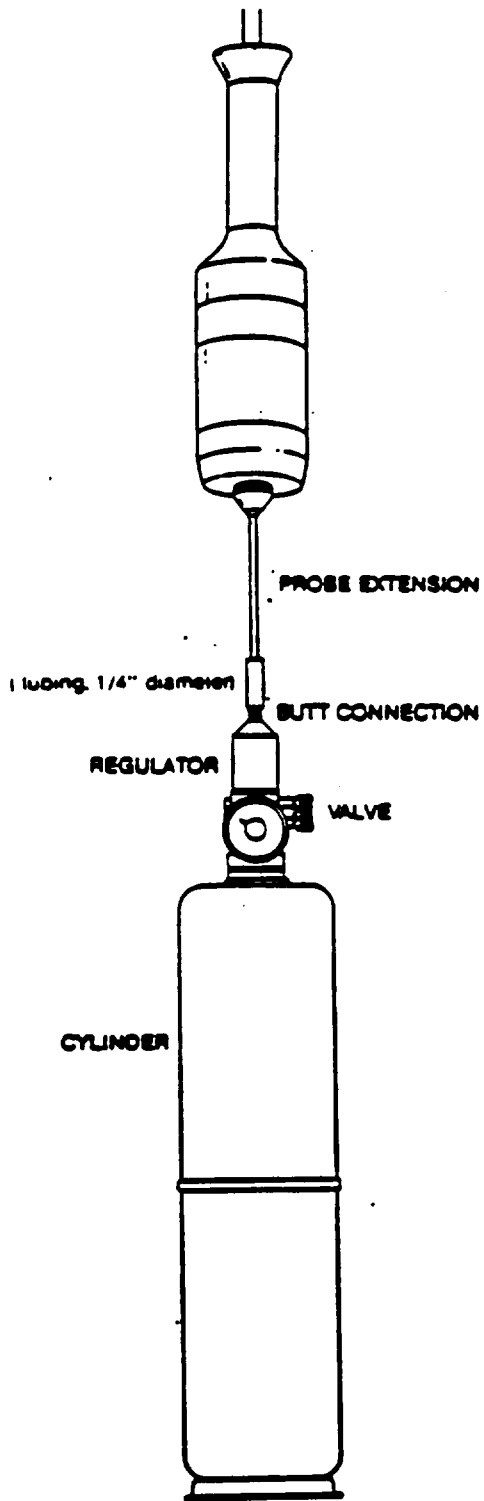 PROBE EXTENSION
tubing, 1/4" diameter)
BUTT CONNECTION
REGULATOR
VALVE
CYLINDER